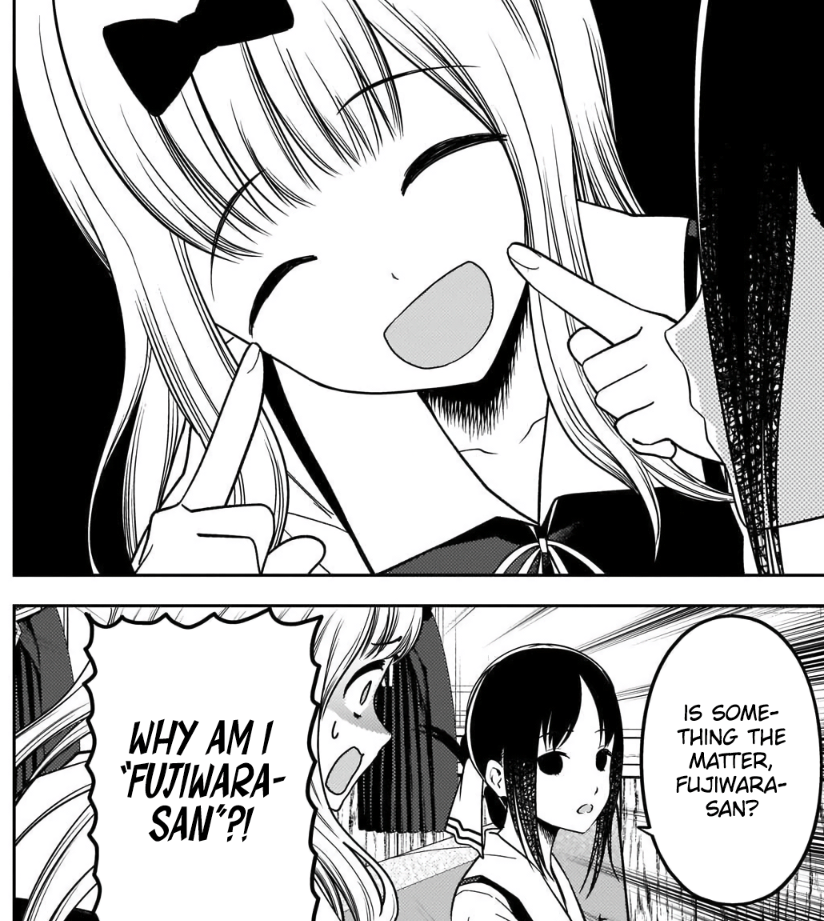 IS SOME-
THING THE
MATTER,
FUJIWARA-
SAN?
WHY AM I
"FUJIWARA-
SAN"?!